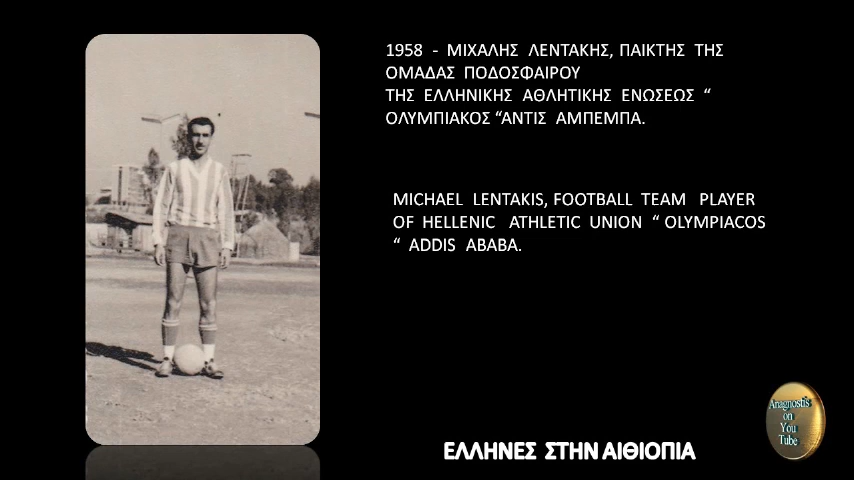 1958 - ΜΙΧΑΛΗΣ ΛΕΝΤΑΚΗΣ, ΠΑΙΚΤΗΣ ΤΗΣ
ΟΜΑΔΑΣ ΠΟΔΟΣΦΑΙΡΟΥ
ΤΗΣ ΕΛΛΗΝΙΚΗΣ ΑΘΛΗΤΙΚΗΣ ΕΝΩΣΕΩΣ “
ΟΛΥΜΠΙΑΚΟΣ “ΑΝΤΙΣ ΑΜΠΕΜΠΑ.
MICHAEL LENTAKIS, FOOTBALL TEAM PLAYER
OF HELLENIC ATHLETIC UNION “ OLYMPIACOS
“ ADDIS ABABA.
Anagnostis
on
You
Tube
ΕΛΛΗΝΕΣ ΣΤΗΝ ΑΙΘΙΟΠΙΑ